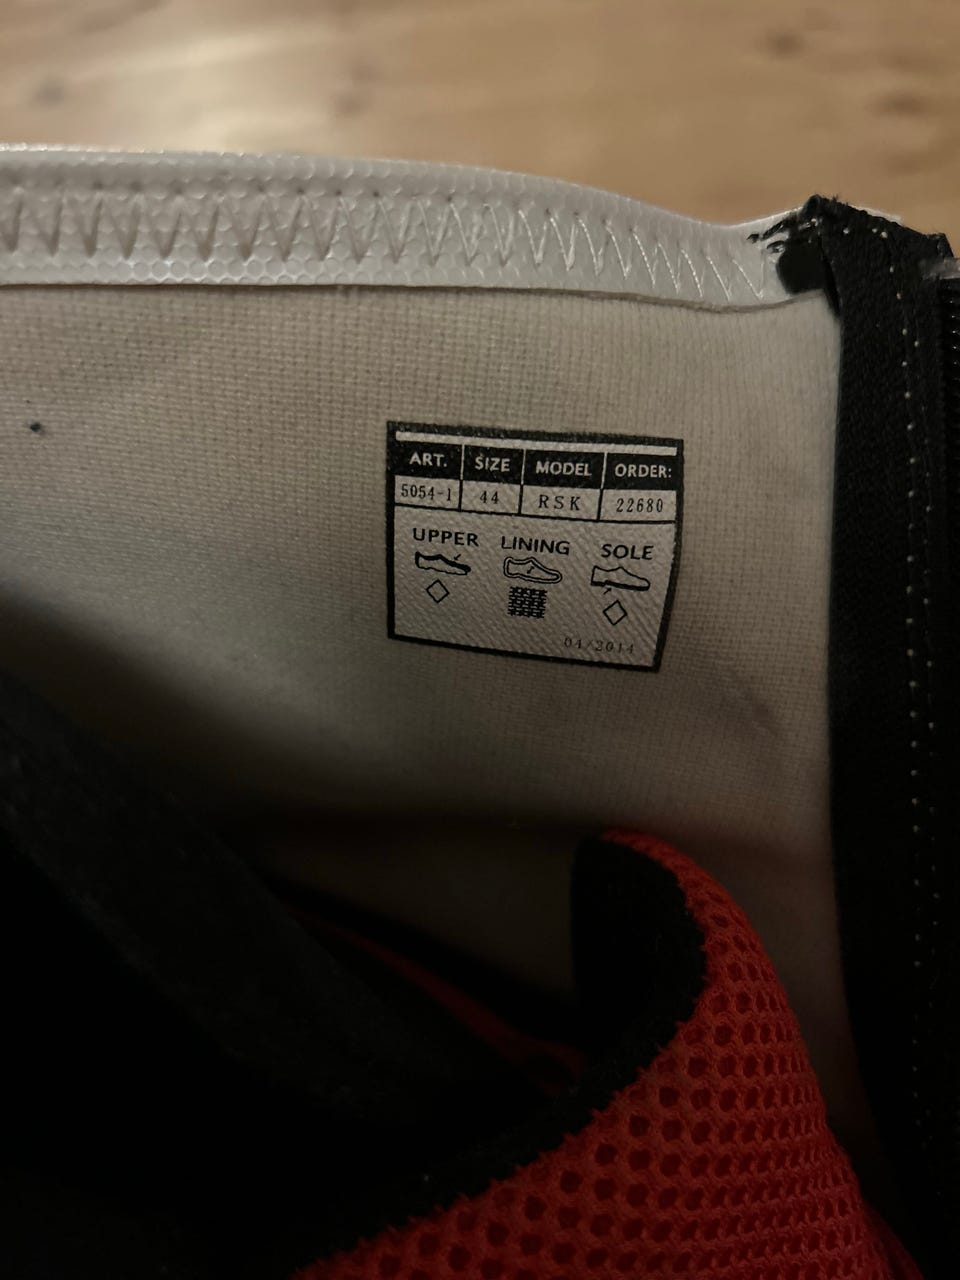 ART. SIZE MODEL ORDER:
5054-1 44 RSK 22680
UPPER LINING SOLE
04/2014